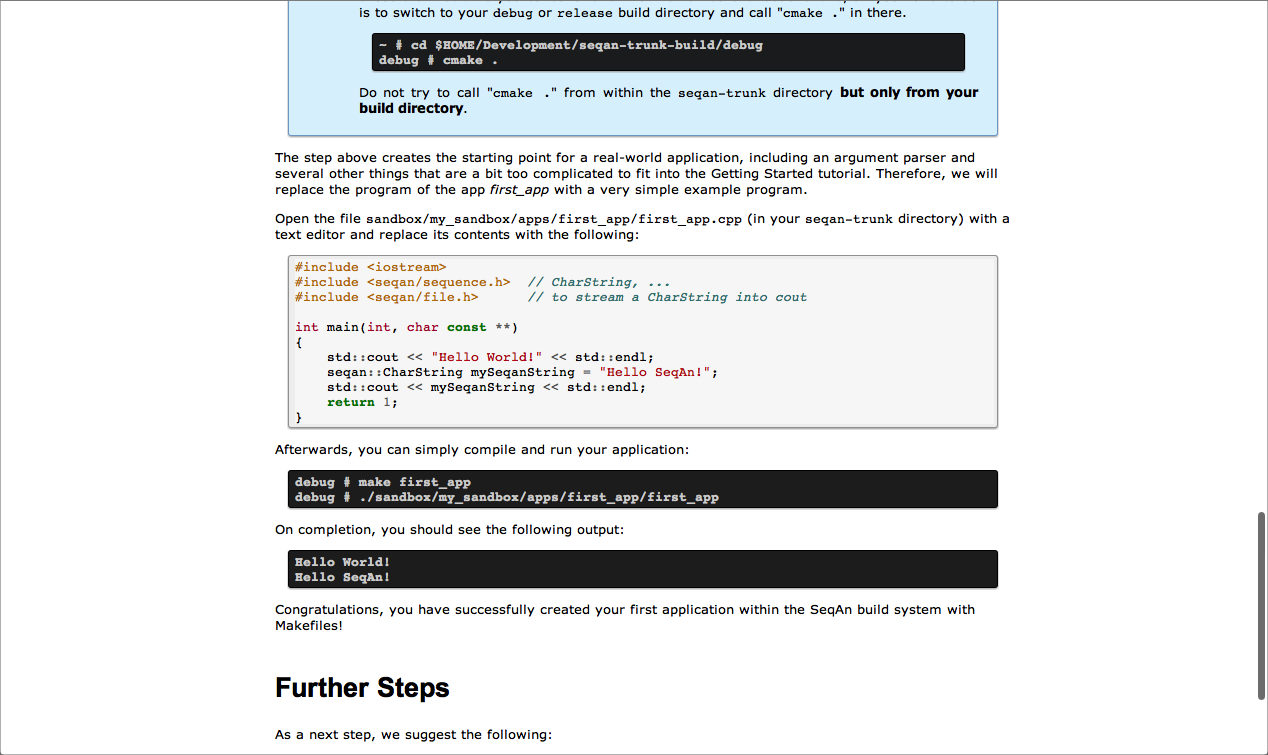 is to switch to your debug or release build directory and call "cmake ." in there.
~ # cd $HOME/Development/seqan-trunk-build/debug
debug # cmake .
Do not try to call "cmake ." from within the seqan-trunk directory but only from your
build directory.
The step above creates the starting point for a real-world application, including an argument parser and
several other things that are a bit too complicated to fit into the Getting Started tutorial. Therefore, we will
replace the program of the app first_app with a very simple example program.
Open the file sandbox/my_sandbox/apps/first_app/first_app.cpp (in your seqan-trunk directory) with a
text editor and replace its contents with the following:
#include <iostream>
#include <seqan/sequence.h>  // CharString, ...
#include <seqan/file.h>      // to stream a CharString into cout
int main(int, char const **)
{
    std::cout << "Hello World!" << std::endl;
    seqan::CharString mySeqanString = "Hello SeqAn!";
    std::cout << mySeqanString << std::endl;
    return 1;
}
Afterwards, you can simply compile and run your application:
debug # make first_app
debug # ./sandbox/my_sandbox/apps/first_app/first_app
On completion, you should see the following output:
Hello World!
Hello SeqAn!
Congratulations, you have successfully created your first application within the SeqAn build system with
Makefiles!
Further Steps
As a next step, we suggest the following: